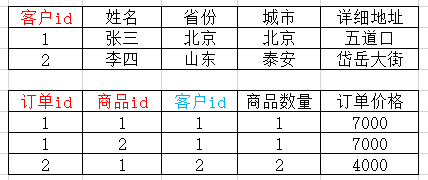 客户id 姓名 省份 城市 详细地址
1 张三 北京 北京 五道口
2 李四 山东 泰安 岱岳大街
订单id 商品id 客户id 商品数量 订单价格
1 1 1 1 7000
1 2 1 1 7000
2 1 2 2 4000